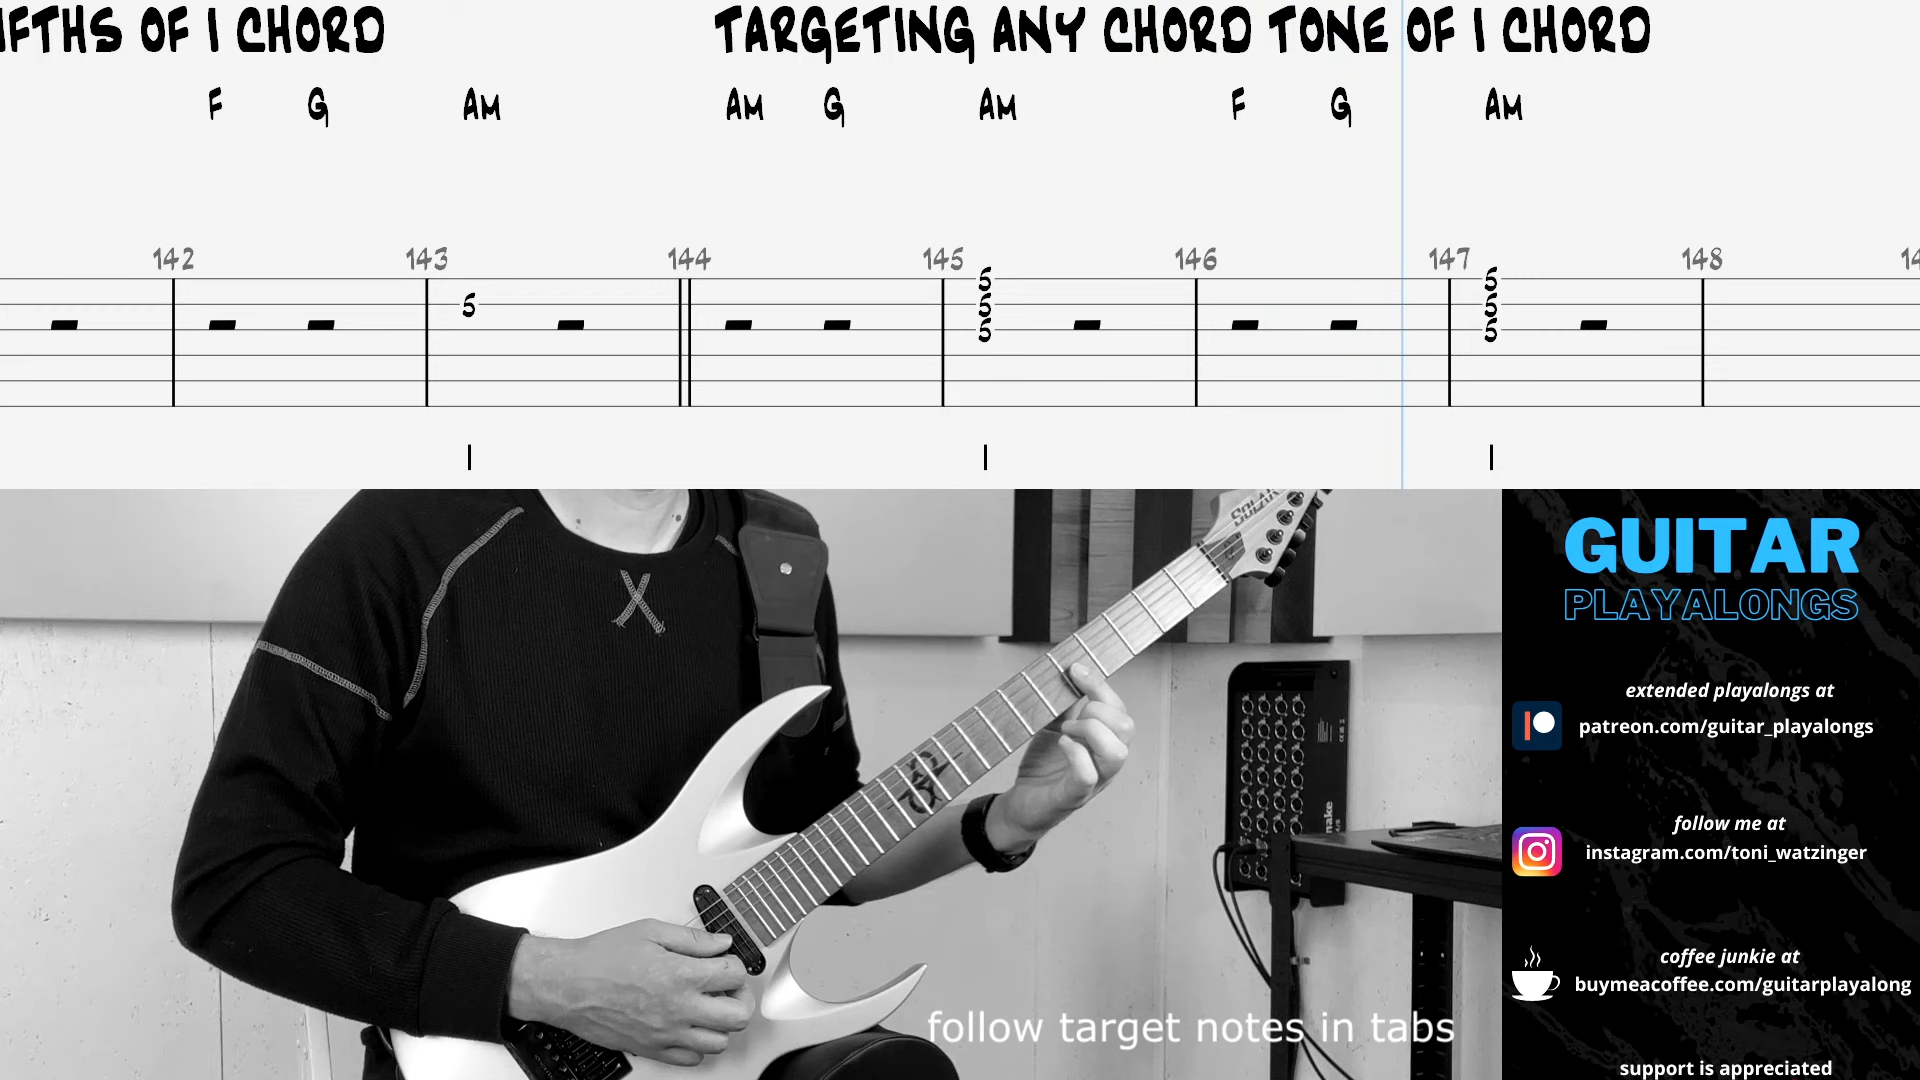 IFTHS OF I CHORD TARGETING ANY CHORD TONE OF I CHORD
F G AM AM G AM F G AM
142 143 144 145 146 147 148 14
5 5 5
5 5 5
5 5
SOLAR
GUITAR
PLAYALONGS
extended playalongs at
patreon.com/guitar_playalongs
follow me at
instagram.com/toni_watzinger
coffee junkie at
buymeacoffee.com/guitarplayalong
follow target notes in tabs
support is appreciated